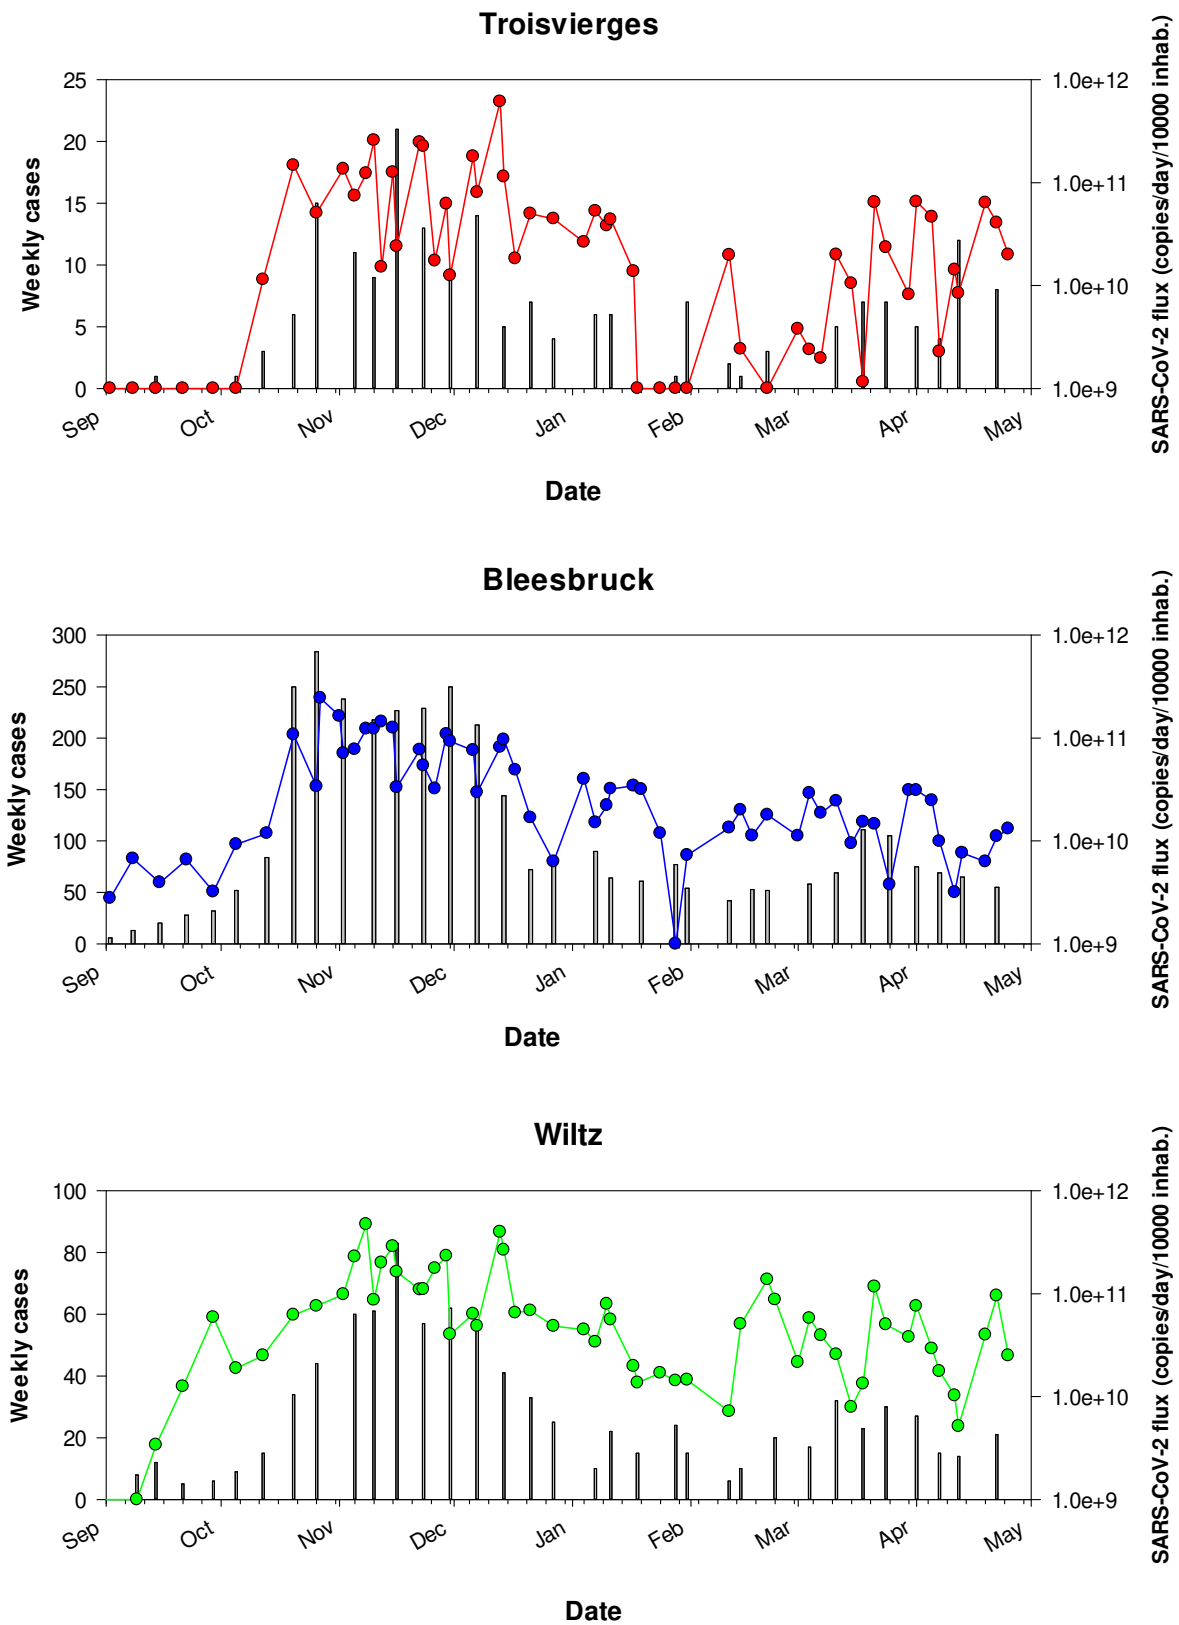 Troisvierges
Weekly cases
25
20
15
10
5
0
1.0e+12
1.0e+11
1.0e+10
1.0e+9
SARS-CoV-2 flux (copies/day/10000 inhab.)
Sep Oct Nov Dec Jan Feb Mar Apr May
Date
Bleesbruck
Weekly cases
300
250
200
150
100
50
0
1.0e+12
1.0e+11
1.0e+10
1.0e+9
SARS-CoV-2 flux (copies/day/10000 inhab.)
Sep Oct Nov Dec Jan Feb Mar Apr May
Date
Wiltz
Weekly cases
100
80
60
40
20
0
1.0e+12
1.0e+11
1.0e+10
1.0e+9
SARS-CoV-2 flux (copies/day/10000 inhab.)
Sep Oct Nov Dec Jan Feb Mar Apr May
Date